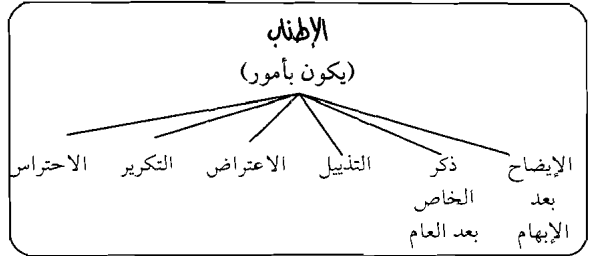 الإطناب
(يكون بأمور)
الإيضاح بعد الإبهام
ذكر الخاص بعد العام
التذييل
الاعتراض
التكرير
الاحتراس